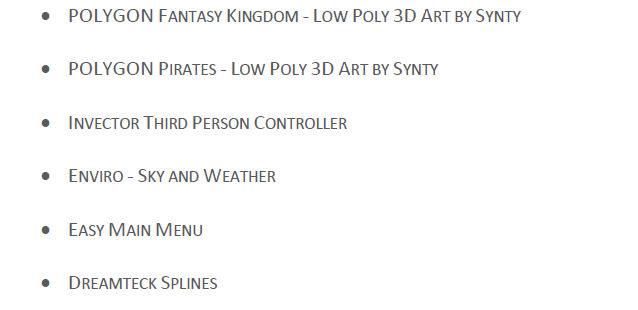 • POLYGON FANTASY KINGDOM - LOW POLY 3D ART BY SYNTY
• POLYGON PIRATES - LOW POLY 3D ART BY SYNTY
• INVECTOR THIRD PERSON CONTROLLER
• ENVIRO - SKY AND WEATHER
• EASY MAIN MENU
• DREAMTECK SPLINES